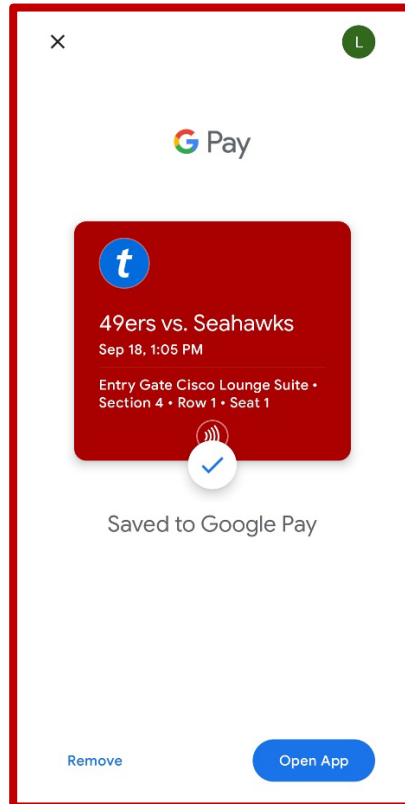 L
G Pay
t
49ers vs. Seahawks
Sep 18, 1:05 PM
Entry Gate Cisco Lounge Suite •
Section 4 • Row 1 • Seat 1
Saved to Google Pay
Remove
Open App